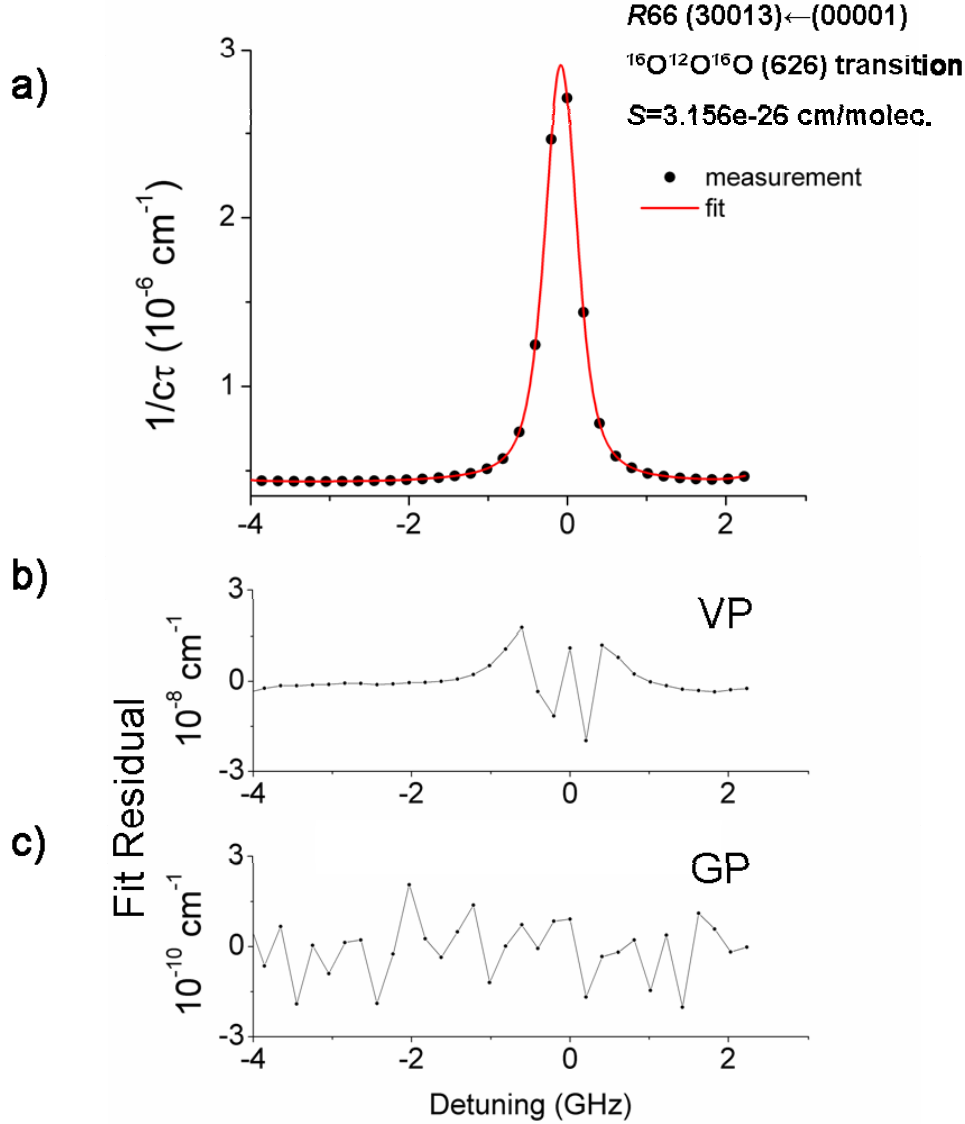 a)
R66 (30013)←(00001)
¹⁶O¹²O¹⁶O (626) transition
S=3.156e-26 cm/molec.
measurement
fit
1/cτ (10⁻⁶ cm⁻¹)
3
2
1
-4 -2 0 2
b)
VP
10⁻⁸ cm⁻¹
3
0
-3
-4 -2 0 2
Fit Residual
c)
GP
10⁻¹⁰ cm⁻¹
3
0
-3
-4 -2 0 2
Detuning (GHz)